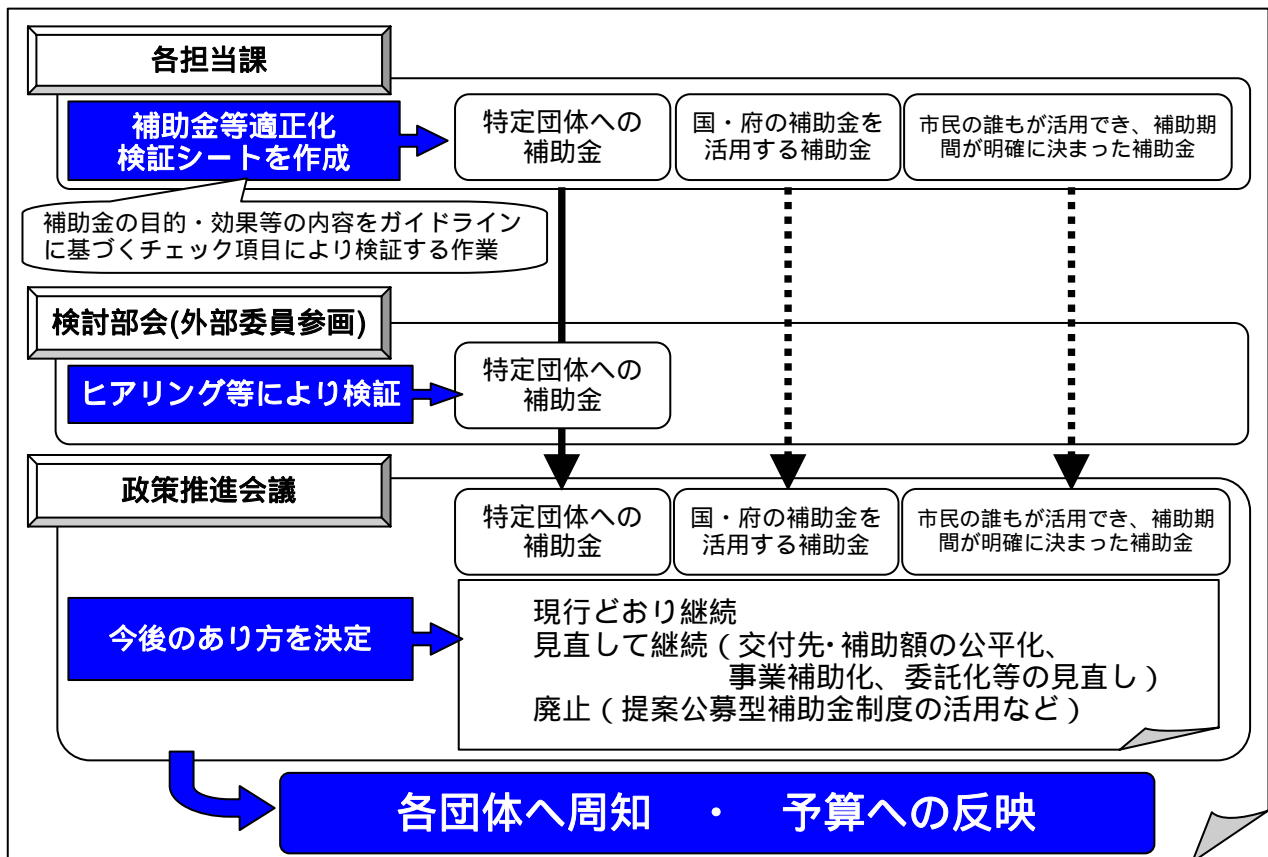 各担当課
補助金等適正化
検証シートを作成
特定団体への
補助金
国・府の補助金を
活用する補助金
市民の誰もが活用でき、補助期
間が明確に決まった補助金
補助金の目的・効果等の内容をガイドライン
に基づくチェック項目により検証する作業
検討部会(外部委員参画)
ヒアリング等により検証
特定団体への
補助金
政策推進会議
特定団体への
補助金
国・府の補助金を
活用する補助金
市民の誰もが活用でき、補助期
間が明確に決まった補助金
今後のあり方を決定
現行どおり継続
見直して継続(交付先・補助額の公平化、
事業補助化、委託化等の見直し)
廃止(提案公募型補助金制度の活用など)
各団体へ周知 ・ 予算への反映